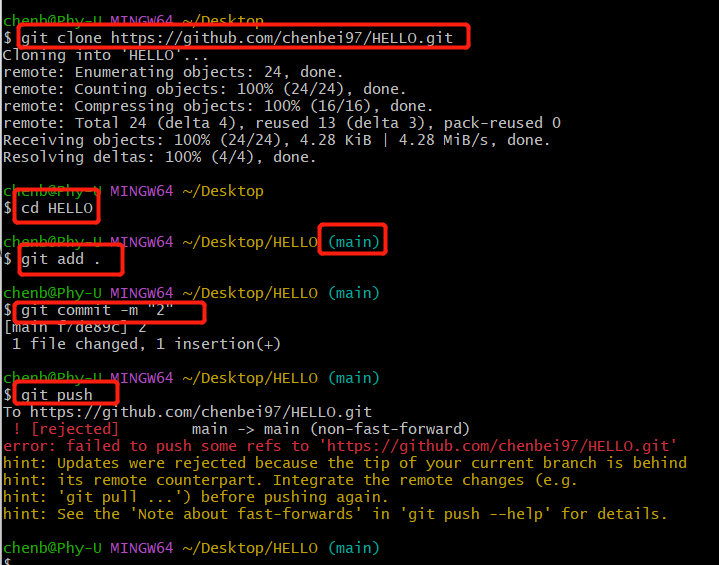 chenb@Phy-U MINGW64 ~/Desktop
$ git clone https://github.com/chenbei97/HELLO.git
Cloning into 'HELLO'...
remote: Enumerating objects: 24, done.
remote: Counting objects: 100% (24/24), done.
remote: Compressing objects: 100% (16/16), done.
remote: Total 24 (delta 4), reused 13 (delta 3), pack-reused 0
Receiving objects: 100% (24/24), 4.28 KiB | 4.28 MiB/s, done.
Resolving deltas: 100% (4/4), done.
chenb@Phy-U MINGW64 ~/Desktop
$ cd HELLO
chenb@Phy-U MINGW64 ~/Desktop/HELLO (main)
$ git add .
chenb@Phy-U MINGW64 ~/Desktop/HELLO (main)
$ git commit -m "2"
[main f7de89c] 2
1 file changed, 1 insertion(+)
chenb@Phy-U MINGW64 ~/Desktop/HELLO (main)
$ git push
To https://github.com/chenbei97/HELLO.git
! [rejected] main -> main (non-fast-forward)
error: failed to push some refs to 'https://github.com/chenbei97/HELLO.git'
hint: Updates were rejected because the tip of your current branch is behind
hint: its remote counterpart. Integrate the remote changes (e.g.
hint: 'git pull ...') before pushing again.
hint: See the 'Note about fast-forwards' in 'git push --help' for details.
chenb@Phy-U MINGW64 ~/Desktop/HELLO (main)
$